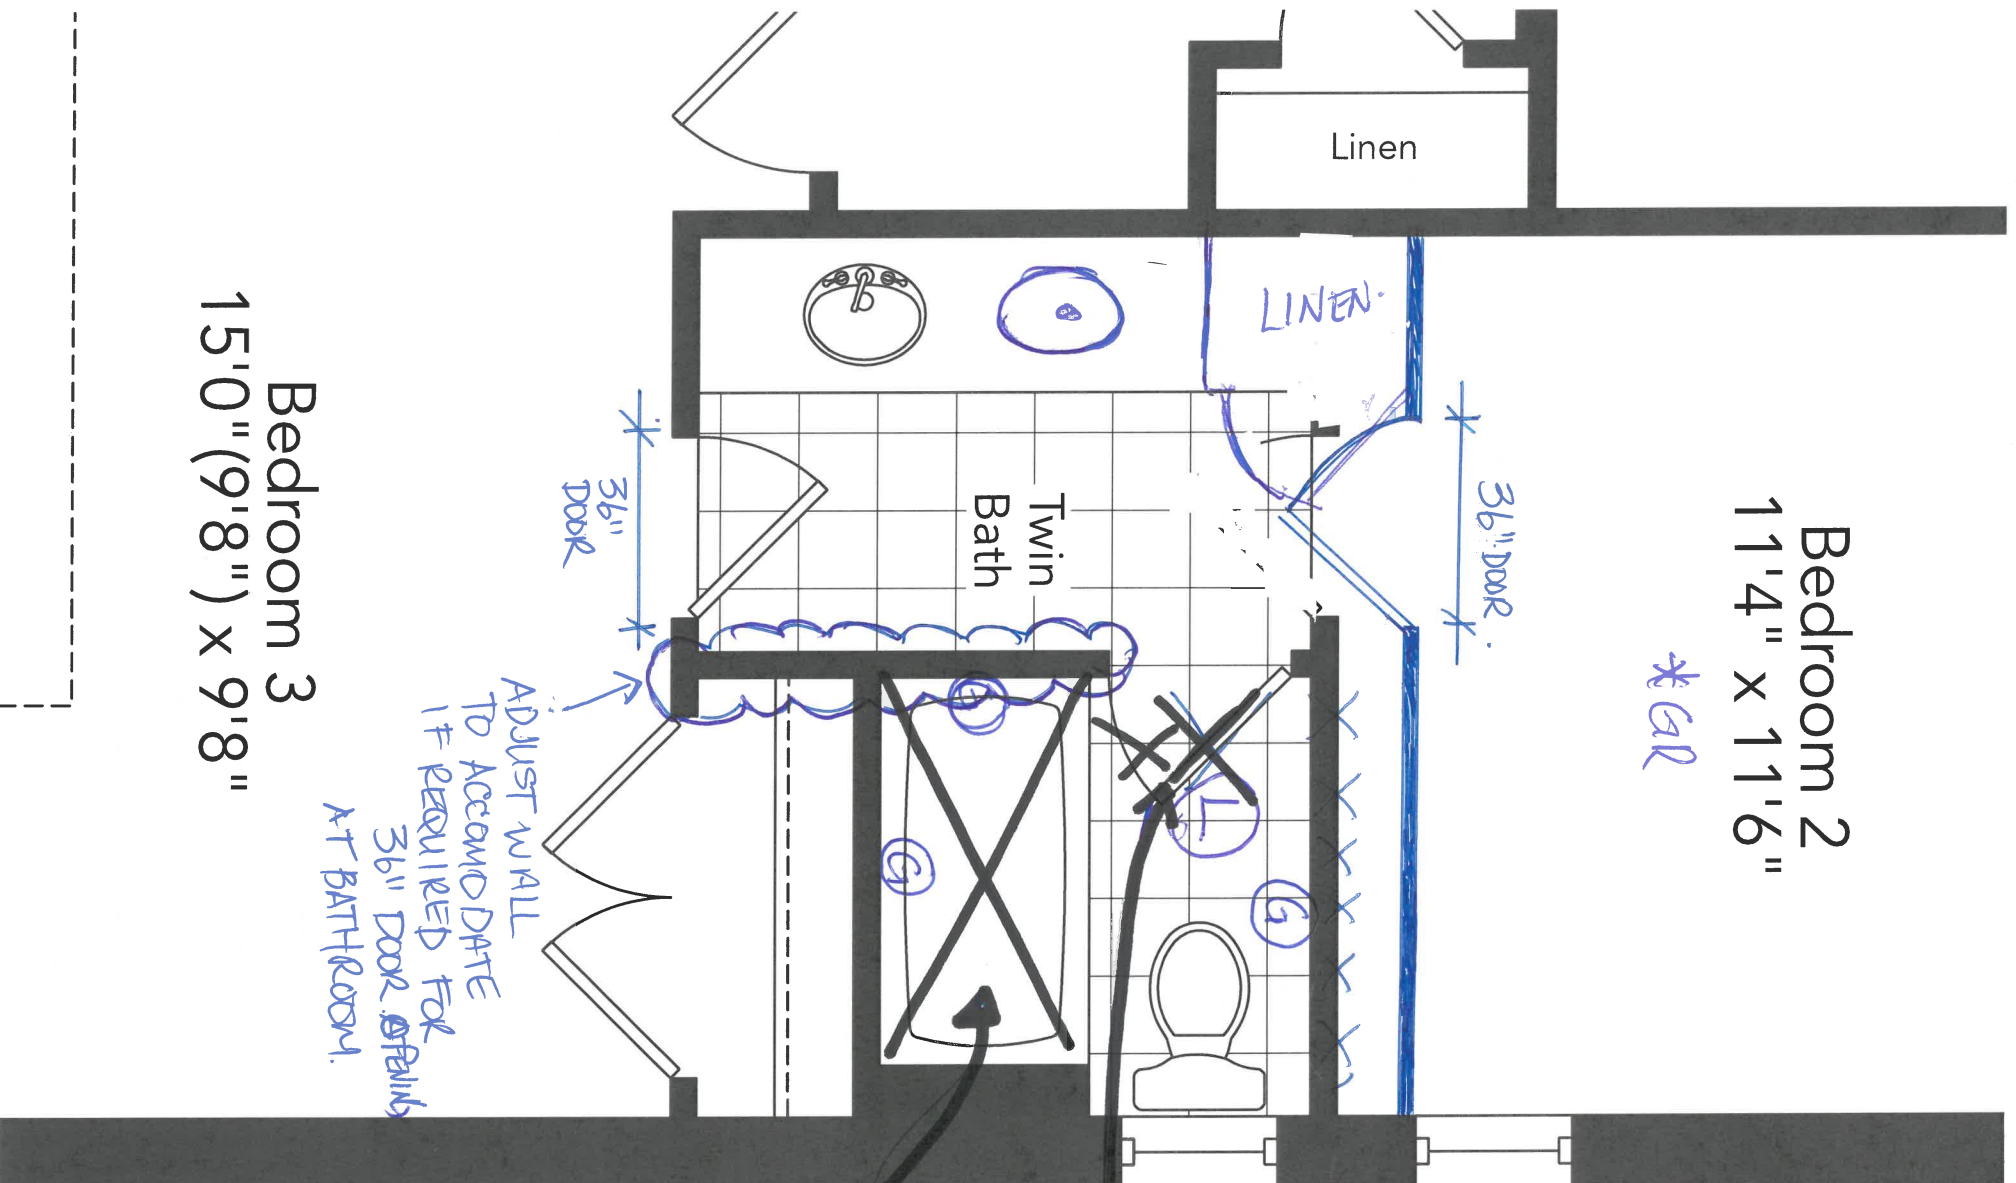 Linen
LINEN.
Twin
Bath
36"
DOOR
36" DOOR.
Bedroom 3
15'0"(9'8") x 9'8"
Bedroom 2
11'4" x 11'6"
*GR
ADJUST WALL
TO ACCOMODATE
IF REQUIRED FOR
36" DOOR OPENING
AT BATHROOM.
G
L
G